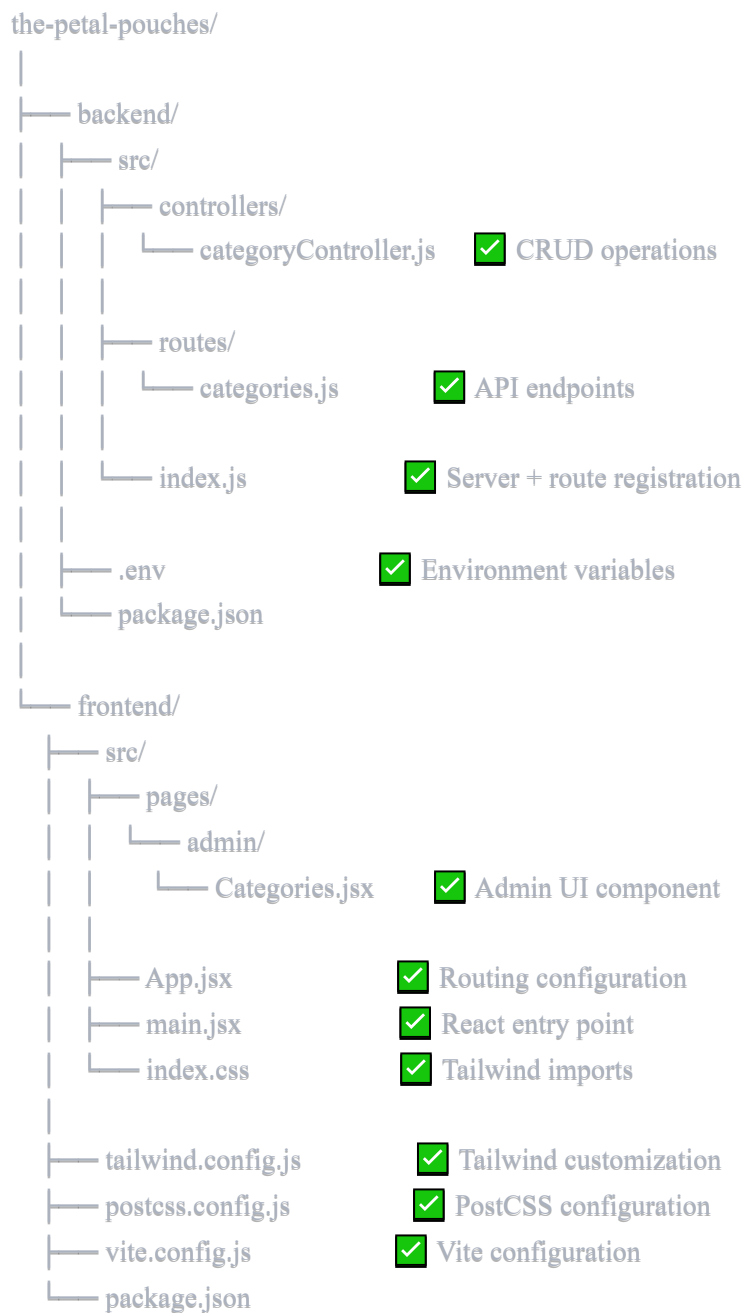 the-petal-pouches/
│
├── backend/
│   ├── src/
│   │   ├── controllers/
│   │   │   └── categoryController.js    ✅ CRUD operations
│   │   │
│   │   ├── routes/
│   │   │   └── categories.js    ✅ API endpoints
│   │   │
│   │   └── index.js    ✅ Server + route registration
│   │
│   ├── .env    ✅ Environment variables
│   └── package.json
│
└── frontend/
    ├── src/
    │   ├── pages/
    │   │   └── admin/
    │   │       └── Categories.jsx    ✅ Admin UI component
    │   │
    │   ├── App.jsx    ✅ Routing configuration
    │   ├── main.jsx    ✅ React entry point
    │   └── index.css    ✅ Tailwind imports
    │
    ├── tailwind.config.js    ✅ Tailwind customization
    ├── postcss.config.js    ✅ PostCSS configuration
    ├── vite.config.js    ✅ Vite configuration
    └── package.json